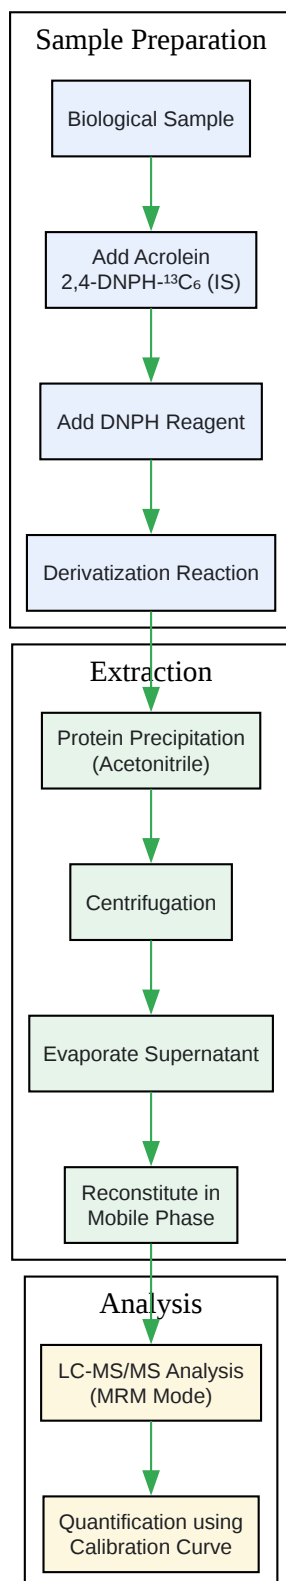 Sample Preparation
Biological Sample
Add Acrolein
2,4-DNPH-¹³C₆ (IS)
Add DNPH Reagent
Derivatization Reaction
Extraction
Protein Precipitation
(Acetonitrile)
Centrifugation
Evaporate Supernatant
Reconstitute in
Mobile Phase
Analysis
LC-MS/MS Analysis
(MRM Mode)
Quantification using
Calibration Curve